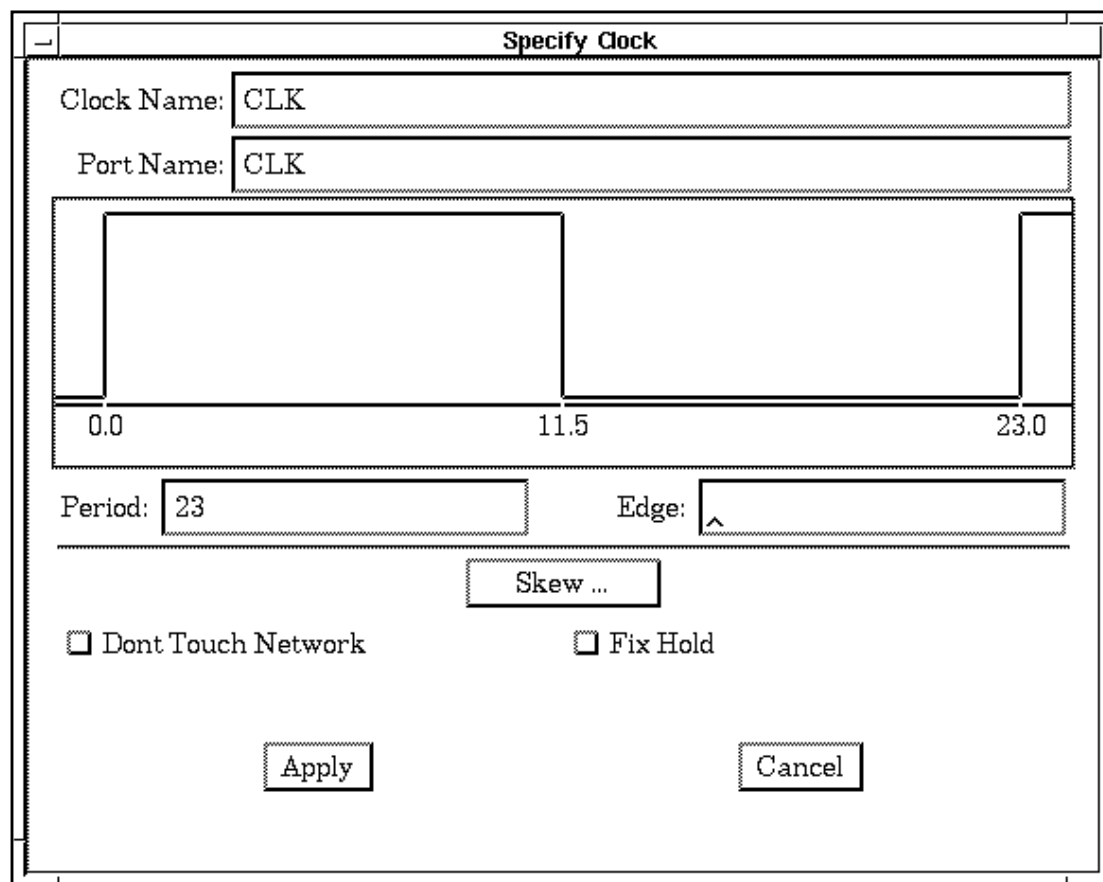 Specify Clock
Clock Name: CLK
Port Name: CLK
0.0 11.5 23.0
Period: 23 Edge:
Skew ...
Dont Touch Network Fix Hold
Apply Cancel